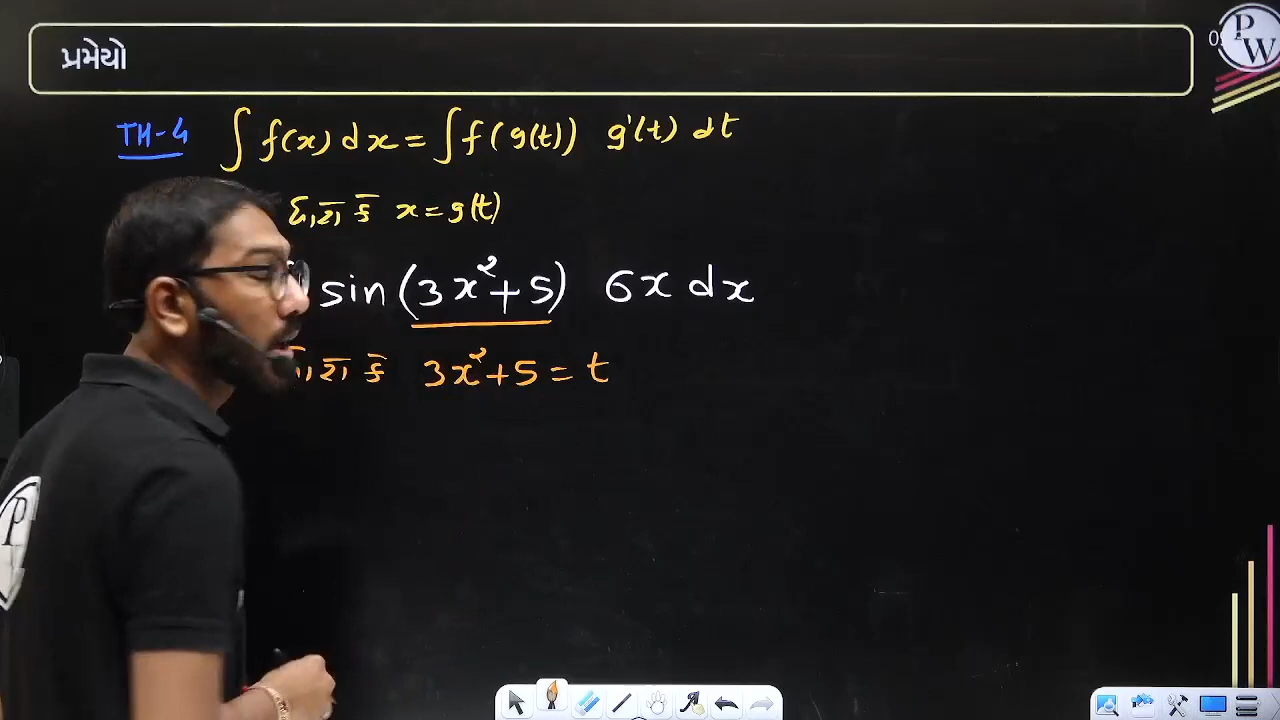 પ્રમેયો
P
W
TH-4 ∫ f(x) dx = ∫ f(g(t)) g'(t) dt
ધારો કે x = g(t)
sin (3x²+5) 6x dx
કે 3x²+5 = t
P